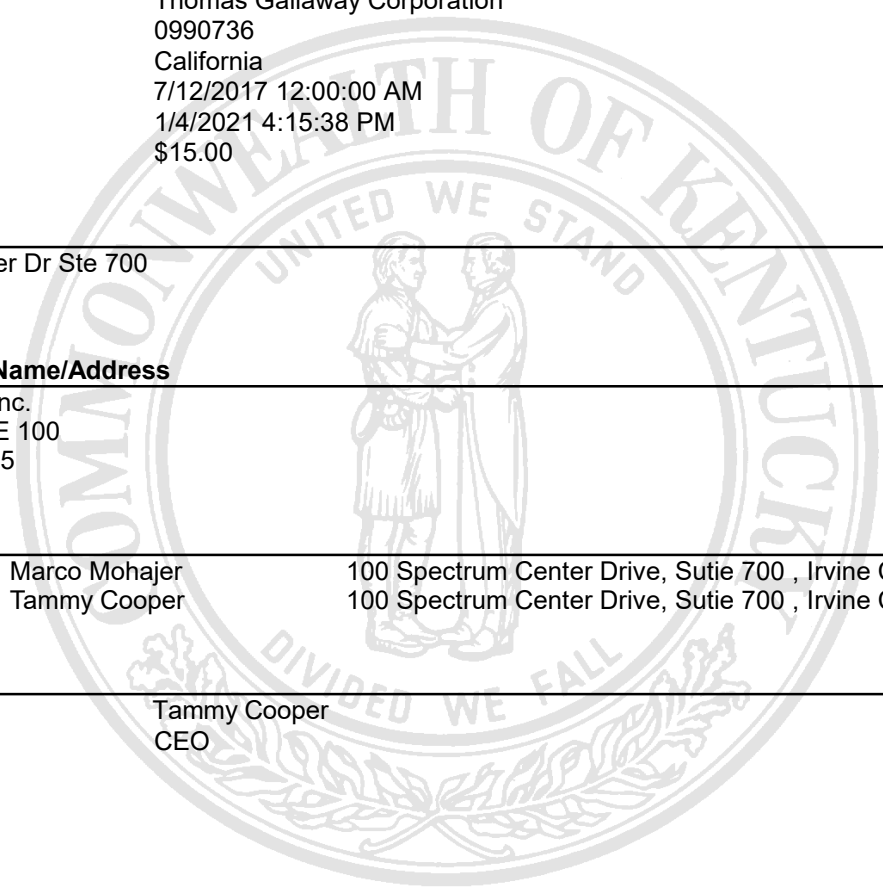 Thomas Gallaway Corporation
0990736
California
7/12/2017 12:00:00 AM
1/4/2021 4:15:38 PM
$15.00
COMMONWEALTH OF KENTUCKY
UNITED WE STAND
er Dr Ste 700
Name/Address
nc.
E 100
5
Marco Mohajer 100 Spectrum Center Drive, Sutie 700 , Irvine C
Tammy Cooper 100 Spectrum Center Drive, Sutie 700 , Irvine C
DIVIDED WE FALL
Tammy Cooper
CEO